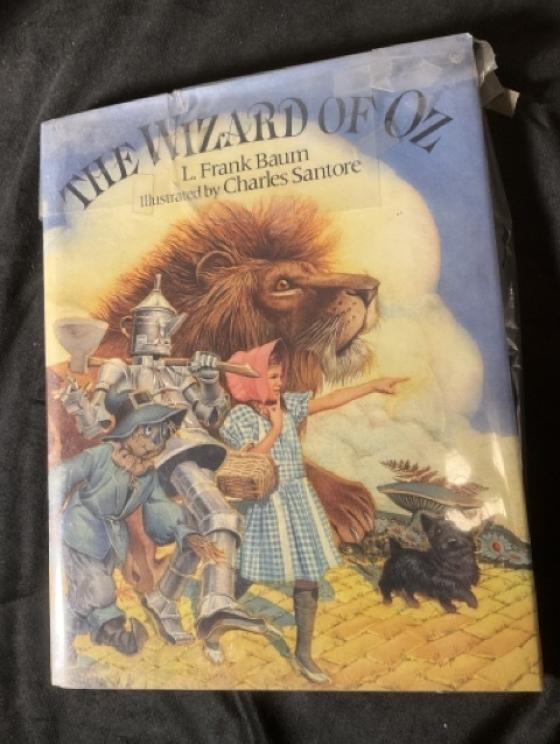 THE WIZARD OF OZ
L. Frank Baum
Illustrated by Charles Santore